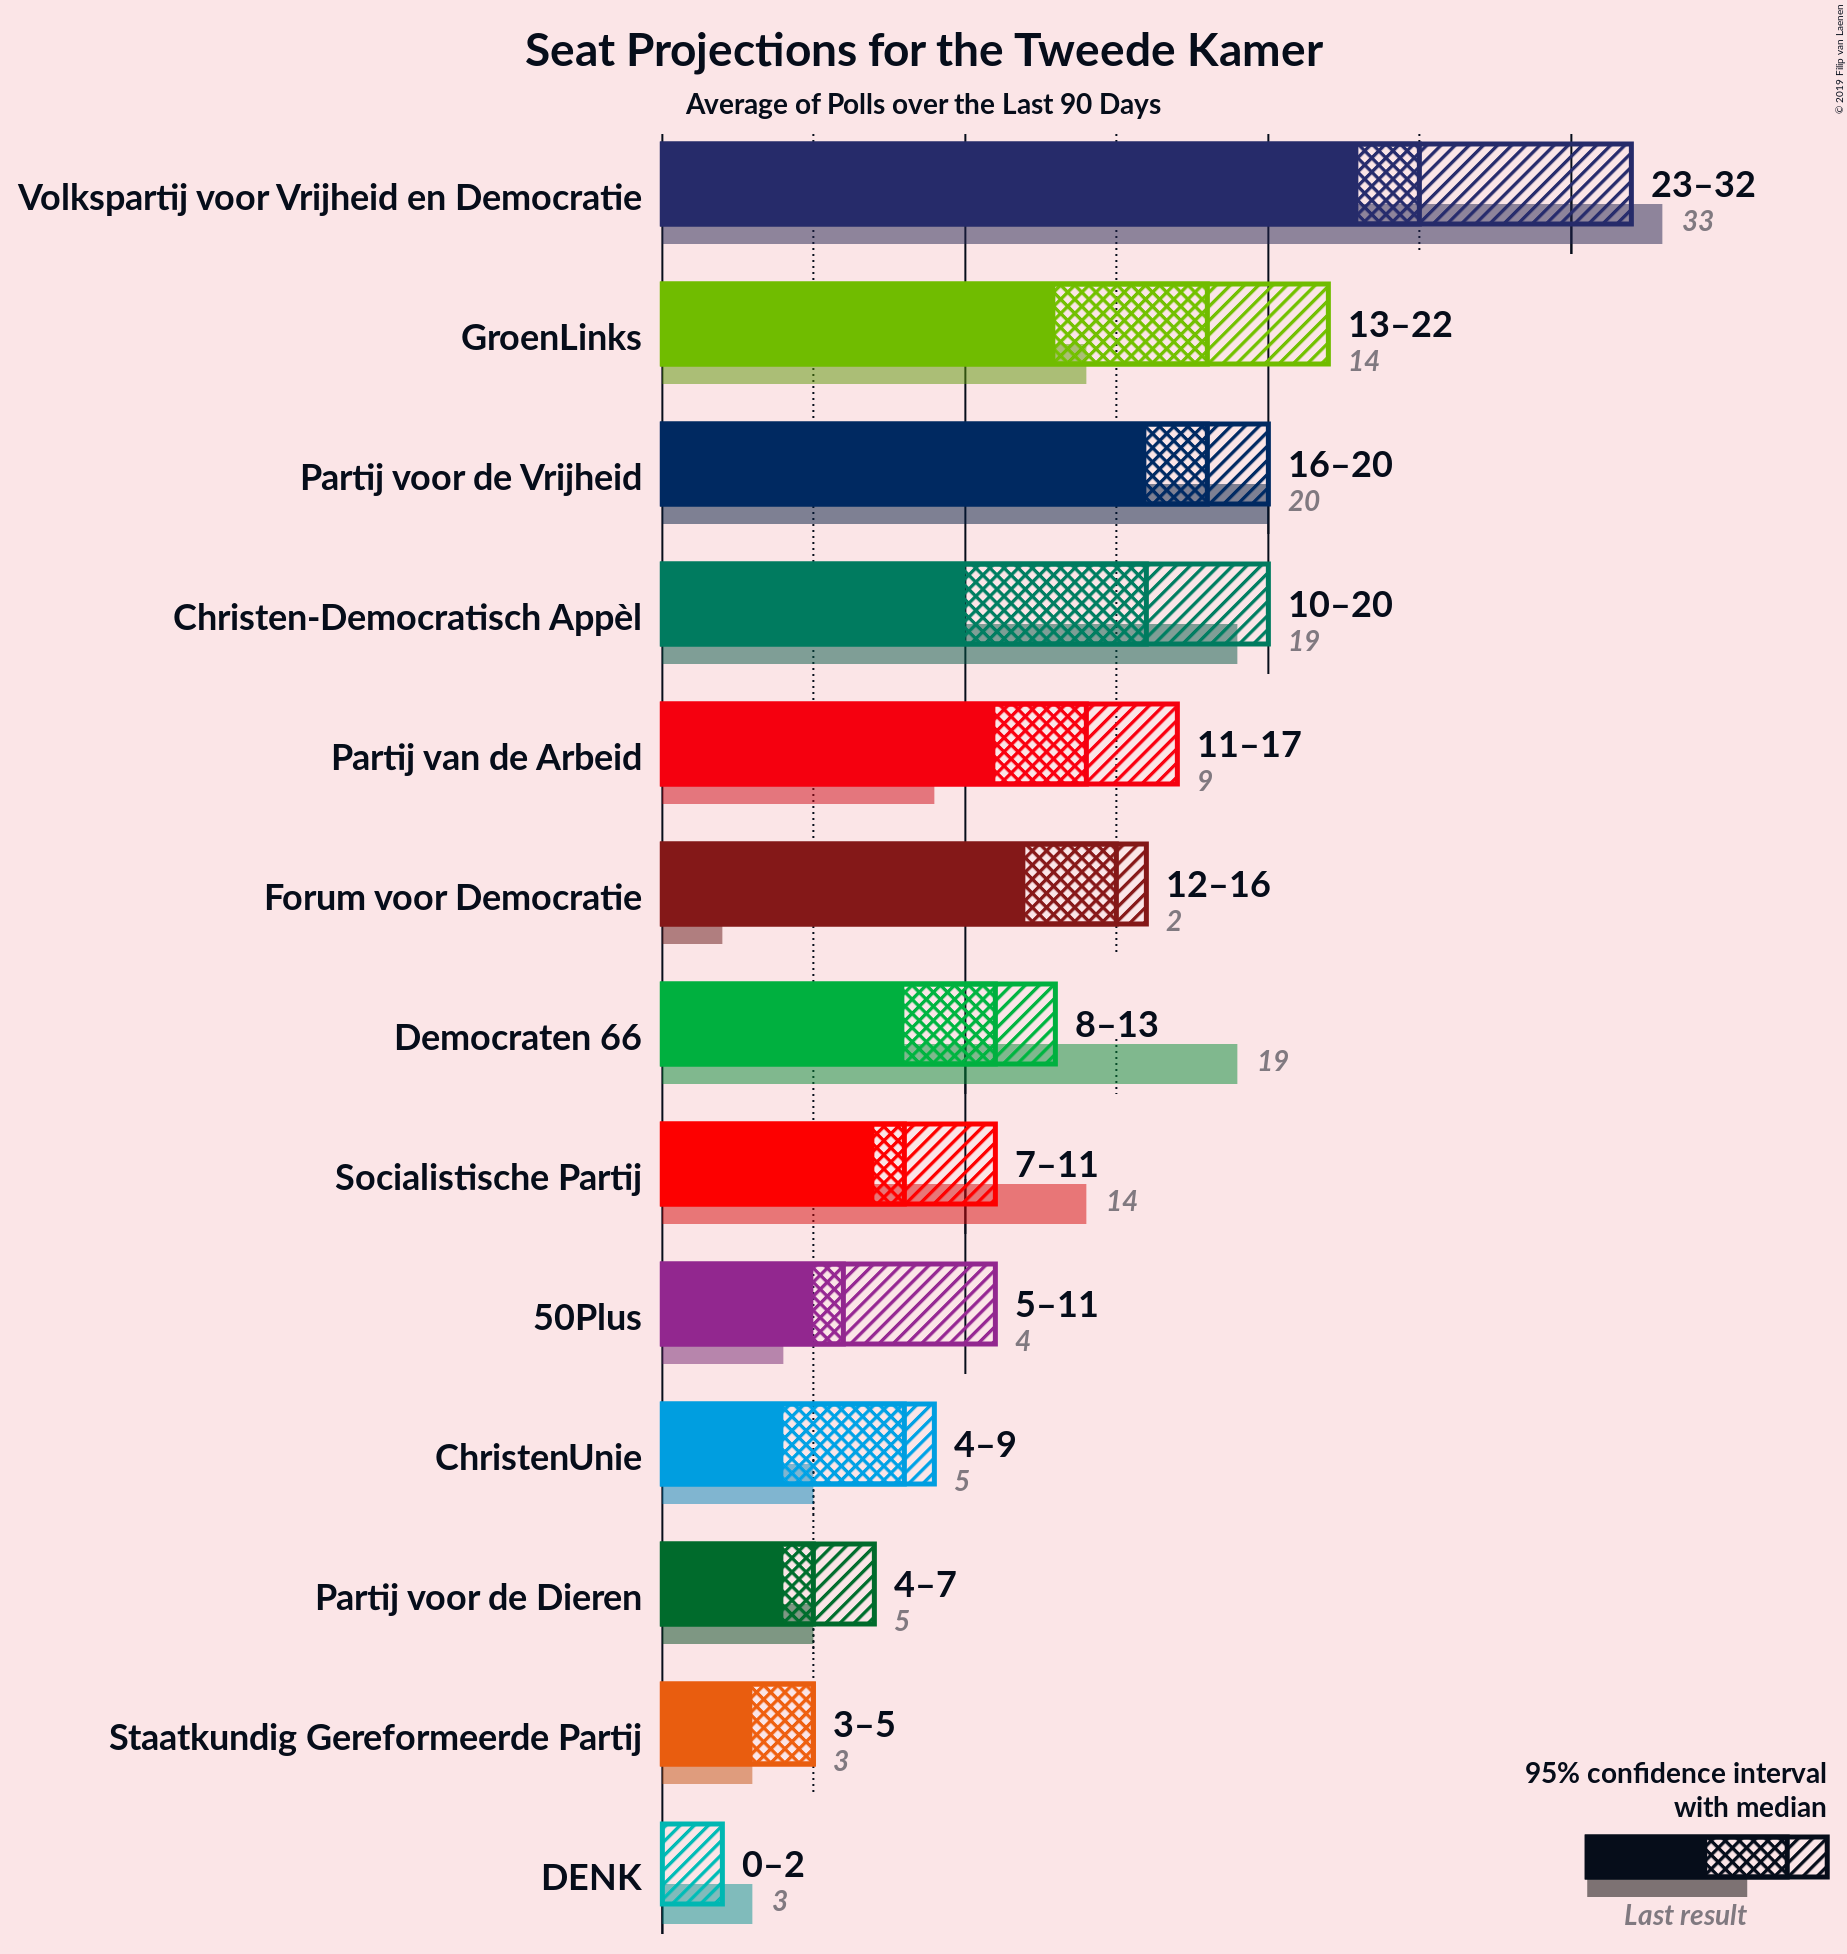 Seat Projections for the Tweede Kamer
Average of Polls over the Last 90 Days
© 2019 Filip van Laenen
Volkspartij voor Vrijheid en Democratie
23–32
33
GroenLinks
13–22
14
Partij voor de Vrijheid
16–20
20
Christen-Democratisch Appèl
10–20
19
Partij van de Arbeid
11–17
9
Forum voor Democratie
12–16
2
Democraten 66
8–13
19
Socialistische Partij
7–11
14
50Plus
5–11
4
ChristenUnie
4–9
5
Partij voor de Dieren
4–7
5
Staatkundig Gereformeerde Partij
3–5
3
DENK
0–2
3
95% confidence interval
with median
Last result